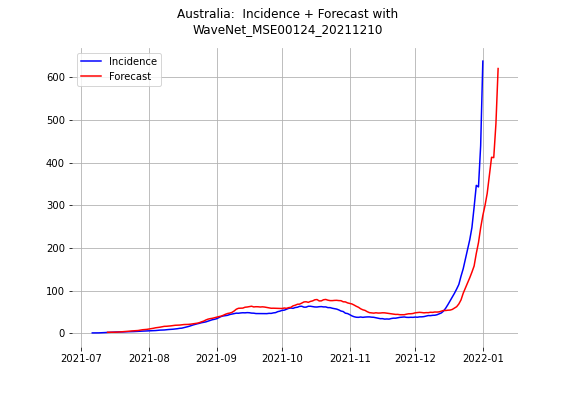 Australia:  Incidence + Forecast with
WaveNet_MSE00124_20211210
Incidence
Forecast
600
500
400
300
200
100
0
2021-07 2021-08 2021-09 2021-10 2021-11 2021-12 2022-01